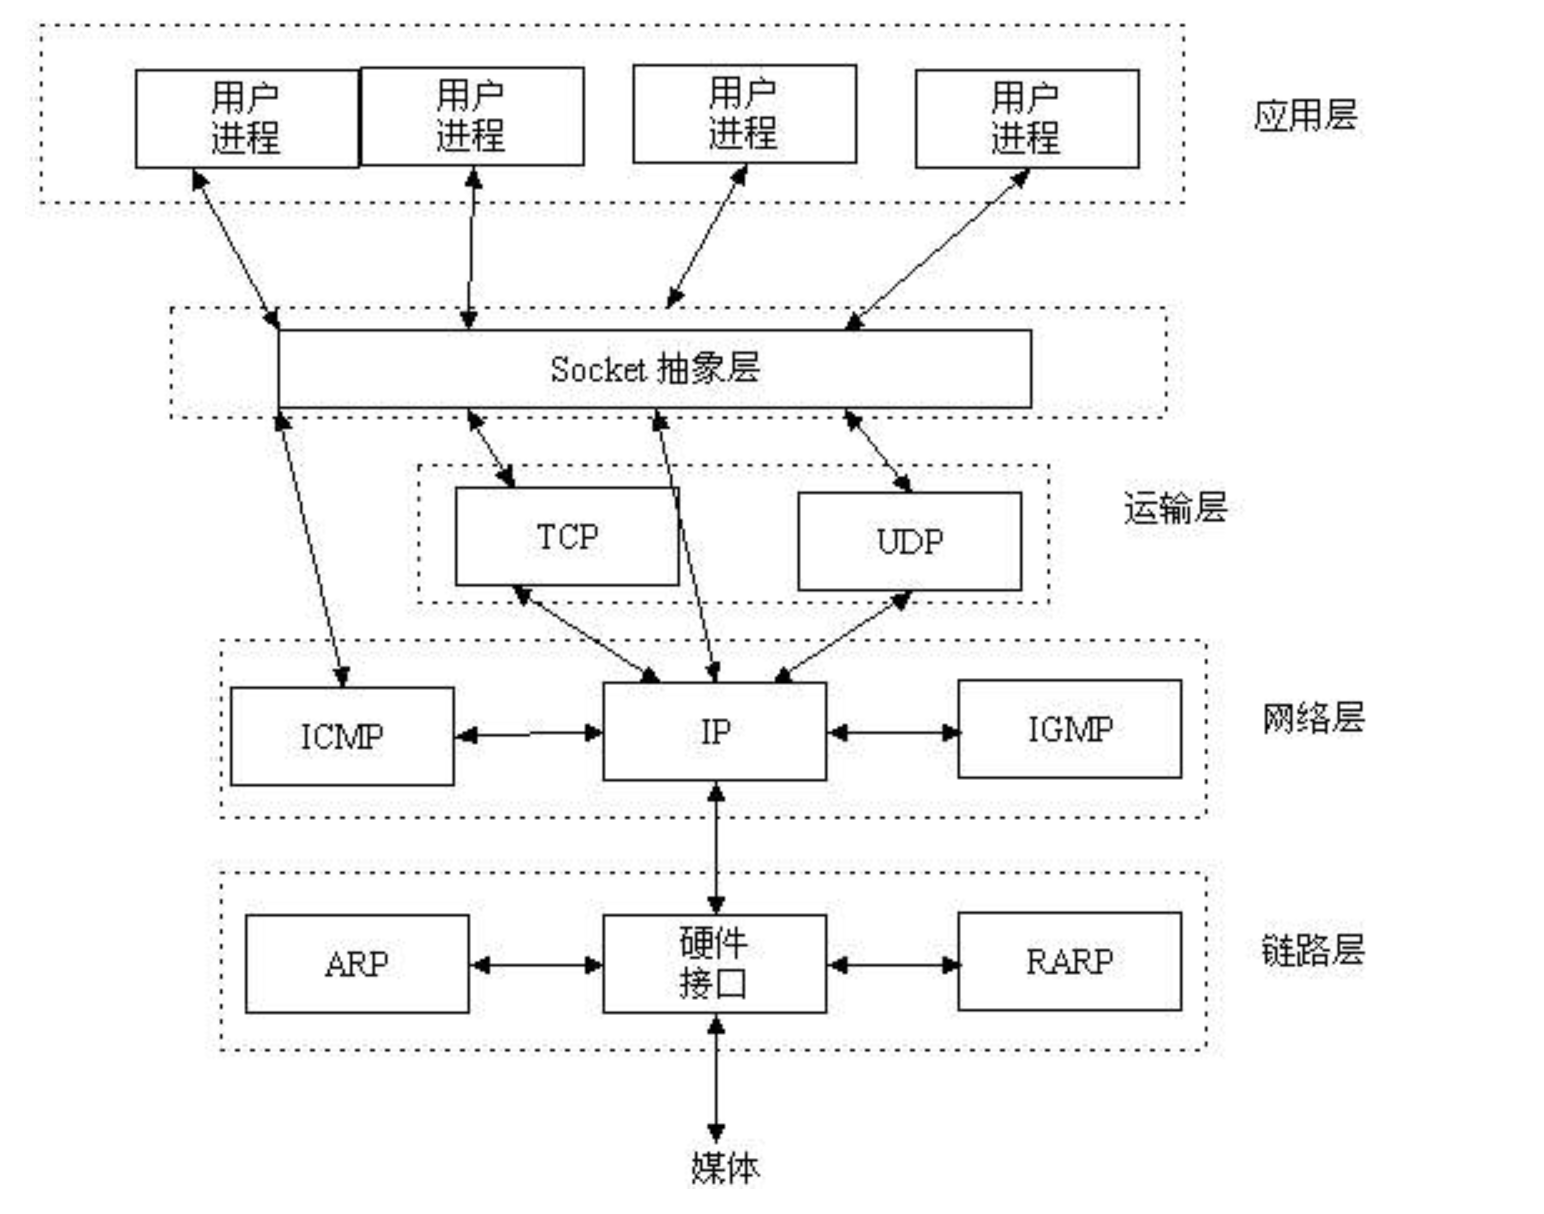 用户
进程
用户
进程
用户
进程
用户
进程
应用层
Socket 抽象层
TCP
UDP
运输层
ICMP
IP
IGMP
网络层
ARP
硬件
接口
RARP
链路层
媒体